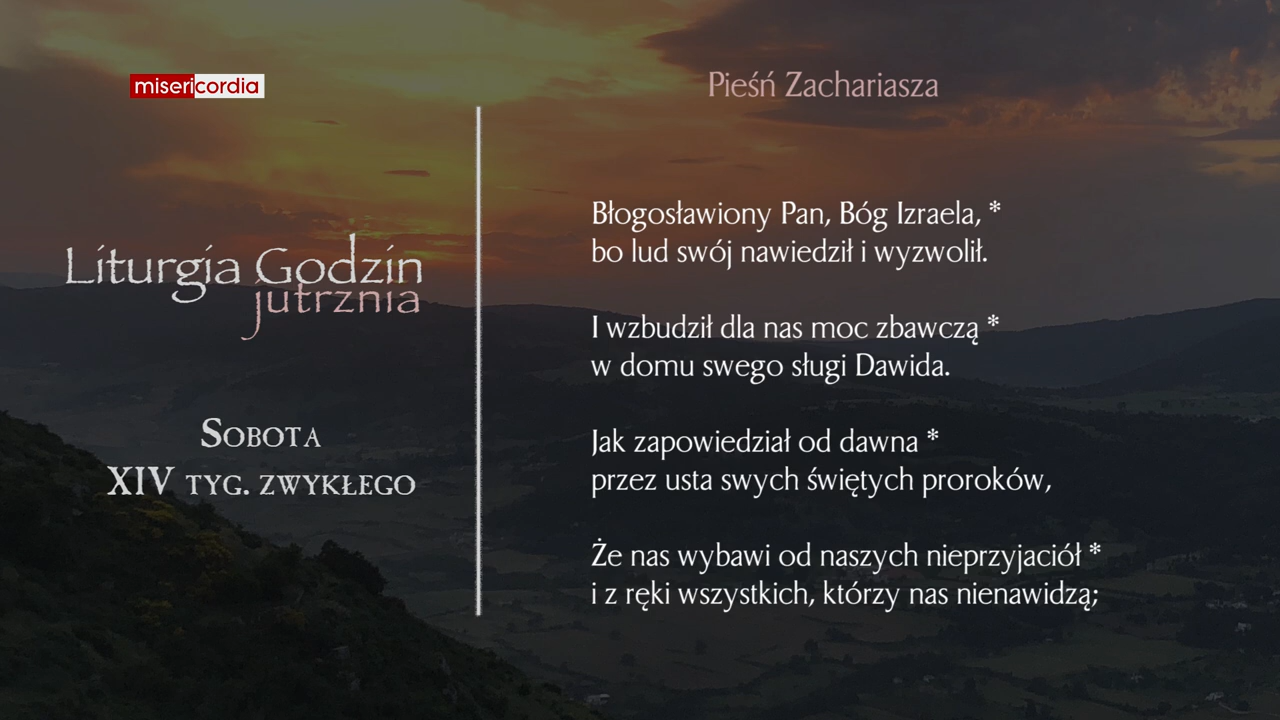 misericordia
Liturgia Godzin
jutrznia
Sobota
XIV tyg. zwykłego
Pieśń Zachariasza
Błogosławiony Pan, Bóg Izraela, *
bo lud swój nawiedził i wyzwolił.
I wzbudził dla nas moc zbawczą *
w domu swego sługi Dawida.
Jak zapowiedział od dawna *
przez usta swych świętych proroków,
Że nas wybawi od naszych nieprzyjaciół *
i z ręki wszystkich, którzy nas nienawidzą;